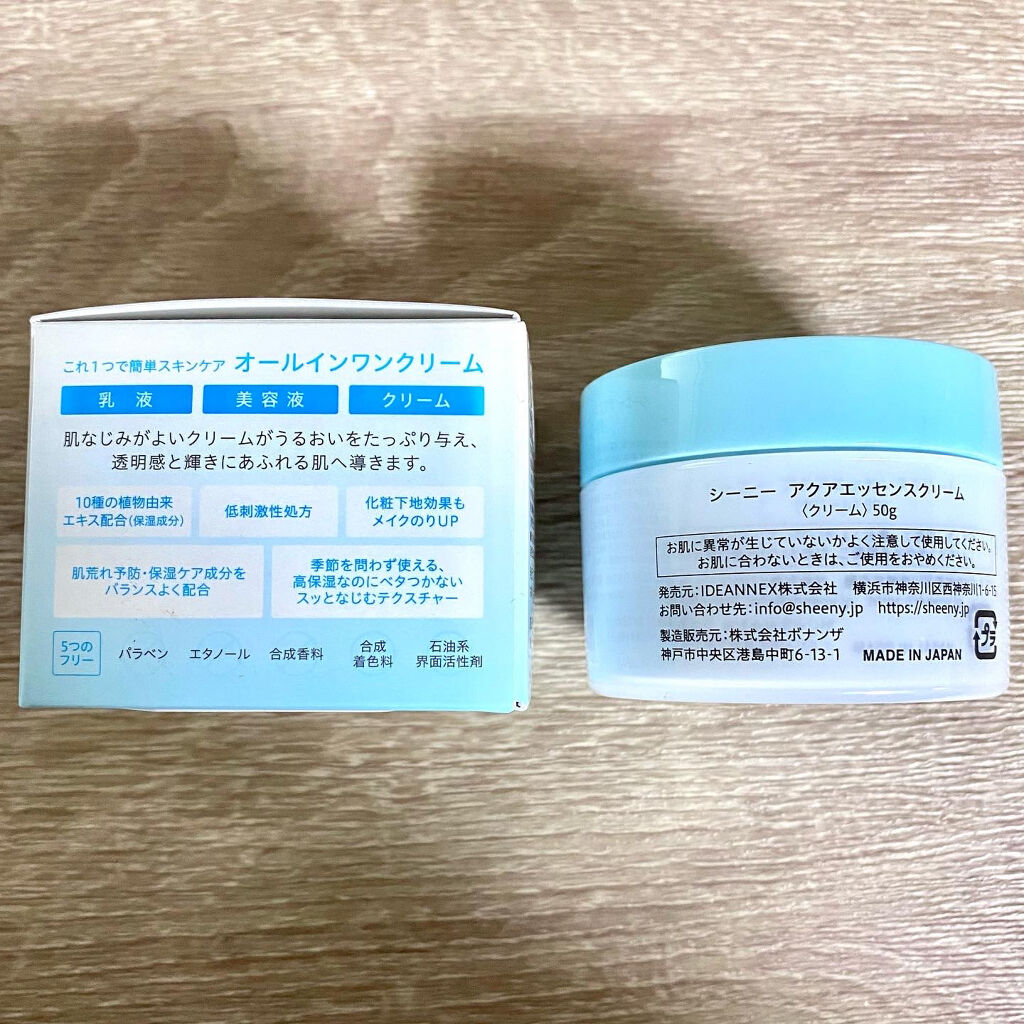 これ1つで簡単スキンケア オールインワンクリーム
乳液 美容液 クリーム
肌なじみがよいクリームがうるおいをたっぷり与え、
透明感と輝きにあふれる肌へ導きます。
10種の植物由来
エキス配合(保湿成分)
低刺激性処方
化粧下地効果も
メイクのりUP
肌荒れ予防・保湿ケア成分を
バランスよく配合
季節を問わず使える、
高保湿なのにベタつかない
スッとなじむテクスチャー
5つの
フリー
パラベン
エタノール
合成香料
合成
着色料
石油系
界面活性剤
シーニー アクアエッセンスクリーム
〈クリーム〉50g
お肌に異常が生じていないかよく注意して使用してください。
お肌に合わないときは、ご使用をおやめください。
発売元:IDEANNEX株式会社 横浜市神奈川区西神奈川1-6-15
お問い合わせ先:info@sheeny.jp https://sheeny.jp
製造販売元:株式会社ボナンザ
神戸市中央区港島中町6-13-1 MADE IN JAPAN
プラ